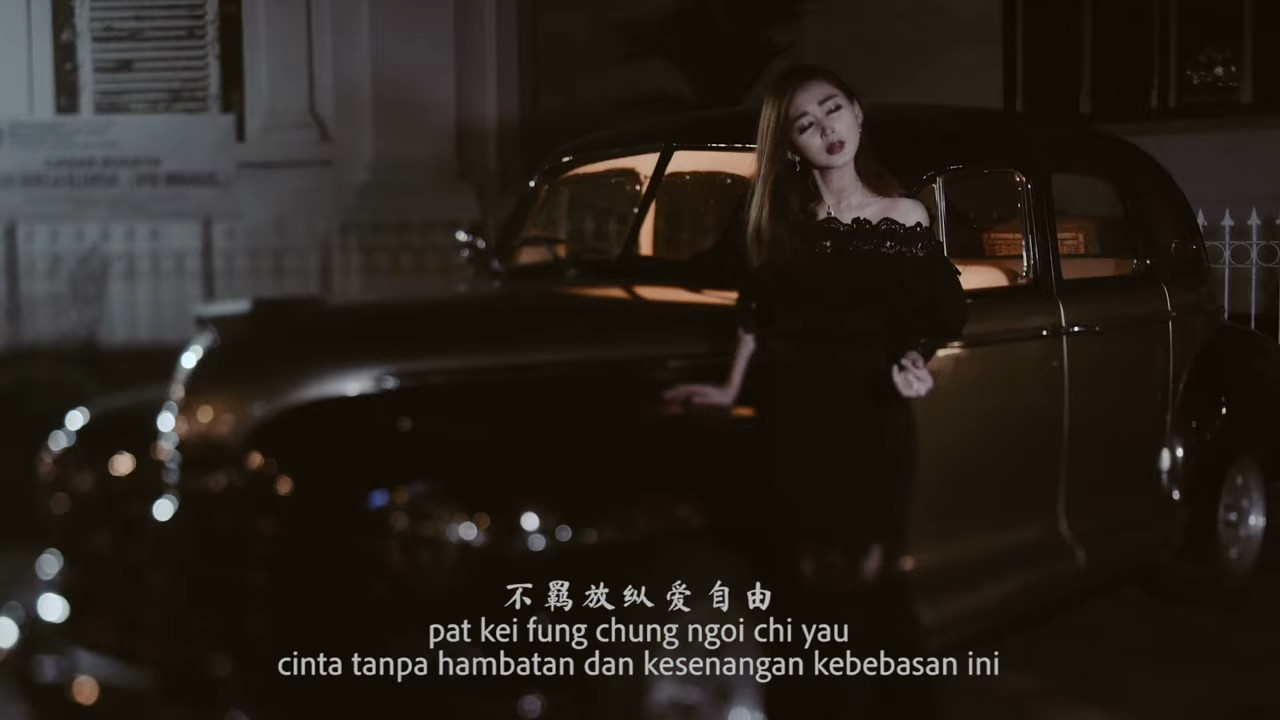 不羁放纵爱自由
pat kei fung chung ngoi chi yau
cinta tanpa hambatan dan kesenangan kebebasan ini